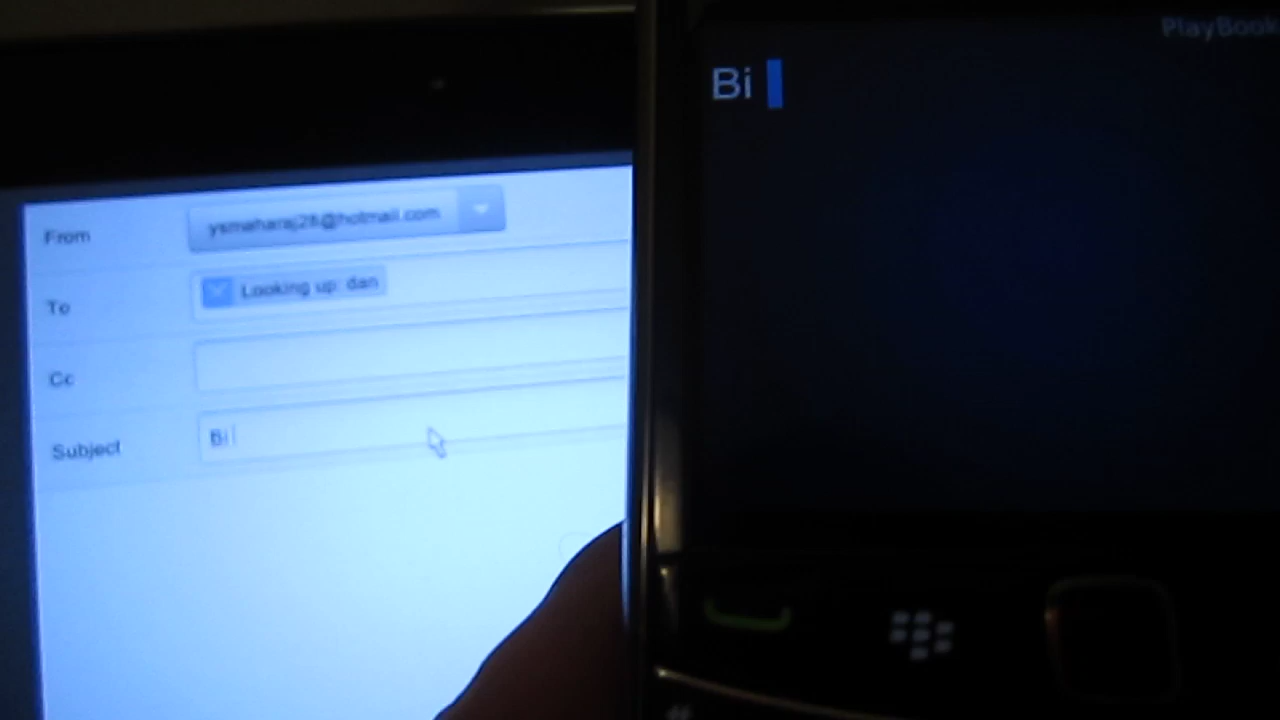 From
ysmaharaj28@hotmail.com
To
Looking up: dan
Cc
Subject
Bi
PlayBook
Bi